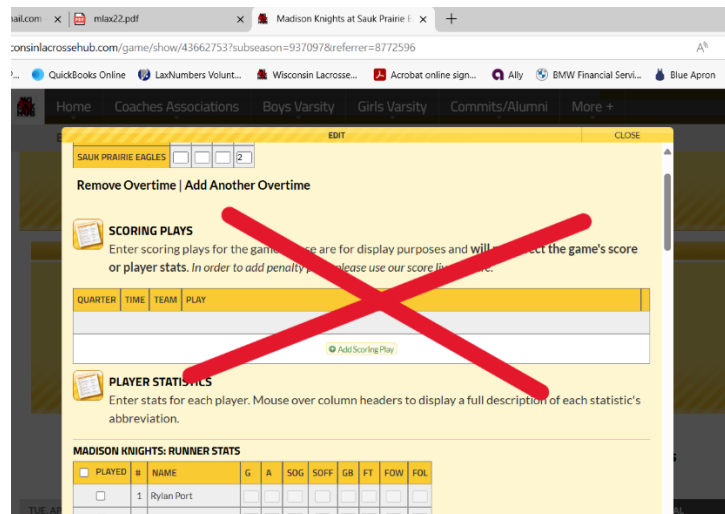 ail.com - x mlax22.pdf x Madison Knights at Sauk Prairie E x +
consinlacrossehub.com/game/show/43662753?subseason=937097&referrer=8772596 A
P... QuickBooks Online LaxNumbers Volunt... Wisconsin Lacrosse... Acrobat online sign... Ally BMW Financial Servi... Blue Apron
Home Coaches Associations Boys Varsity Girls Varsity Commits/Alumni More +
EDIT CLOSE
SAUK PRAIRIE EAGLES 2
Remove Overtime | Add Another Overtime
SCORING PLAYS
Enter scoring plays for the game are for display purposes and will the game's score
or player stats. In order to add penalty please use our score
QUARTER TIME TEAM PLAY
Add Scoring Play
PLAYER STATISTICS
Enter stats for each player. Mouse over column headers to display a full description of each statistic's
abbreviation.
MADISON KNIGHTS: RUNNER STATS
PLAYED # NAME G A SOG SOFF GB FT FOW FOL
1 Rylan Port
TUE, AP